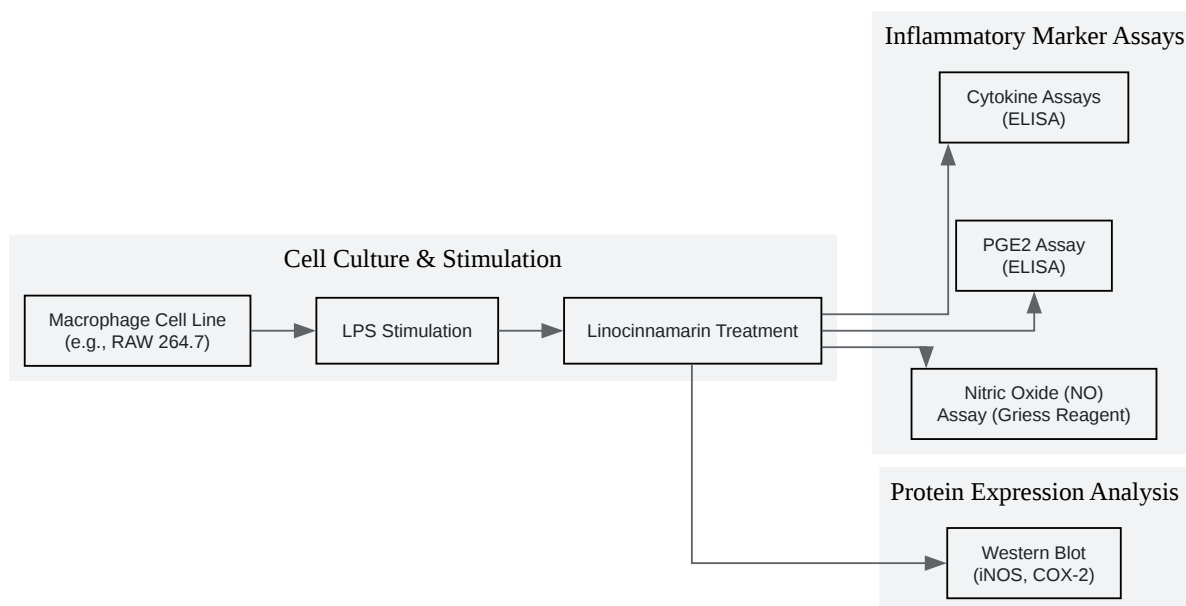 Cell Culture & Stimulation
Macrophage Cell Line
(e.g., RAW 264.7)
LPS Stimulation
Linocinnamarin Treatment
Inflammatory Marker Assays
Cytokine Assays
(ELISA)
PGE2 Assay
(ELISA)
Nitric Oxide (NO)
Assay (Griess Reagent)
Protein Expression Analysis
Western Blot
(iNOS, COX-2)